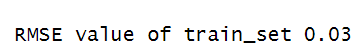 RMSE value of train_set 0.03